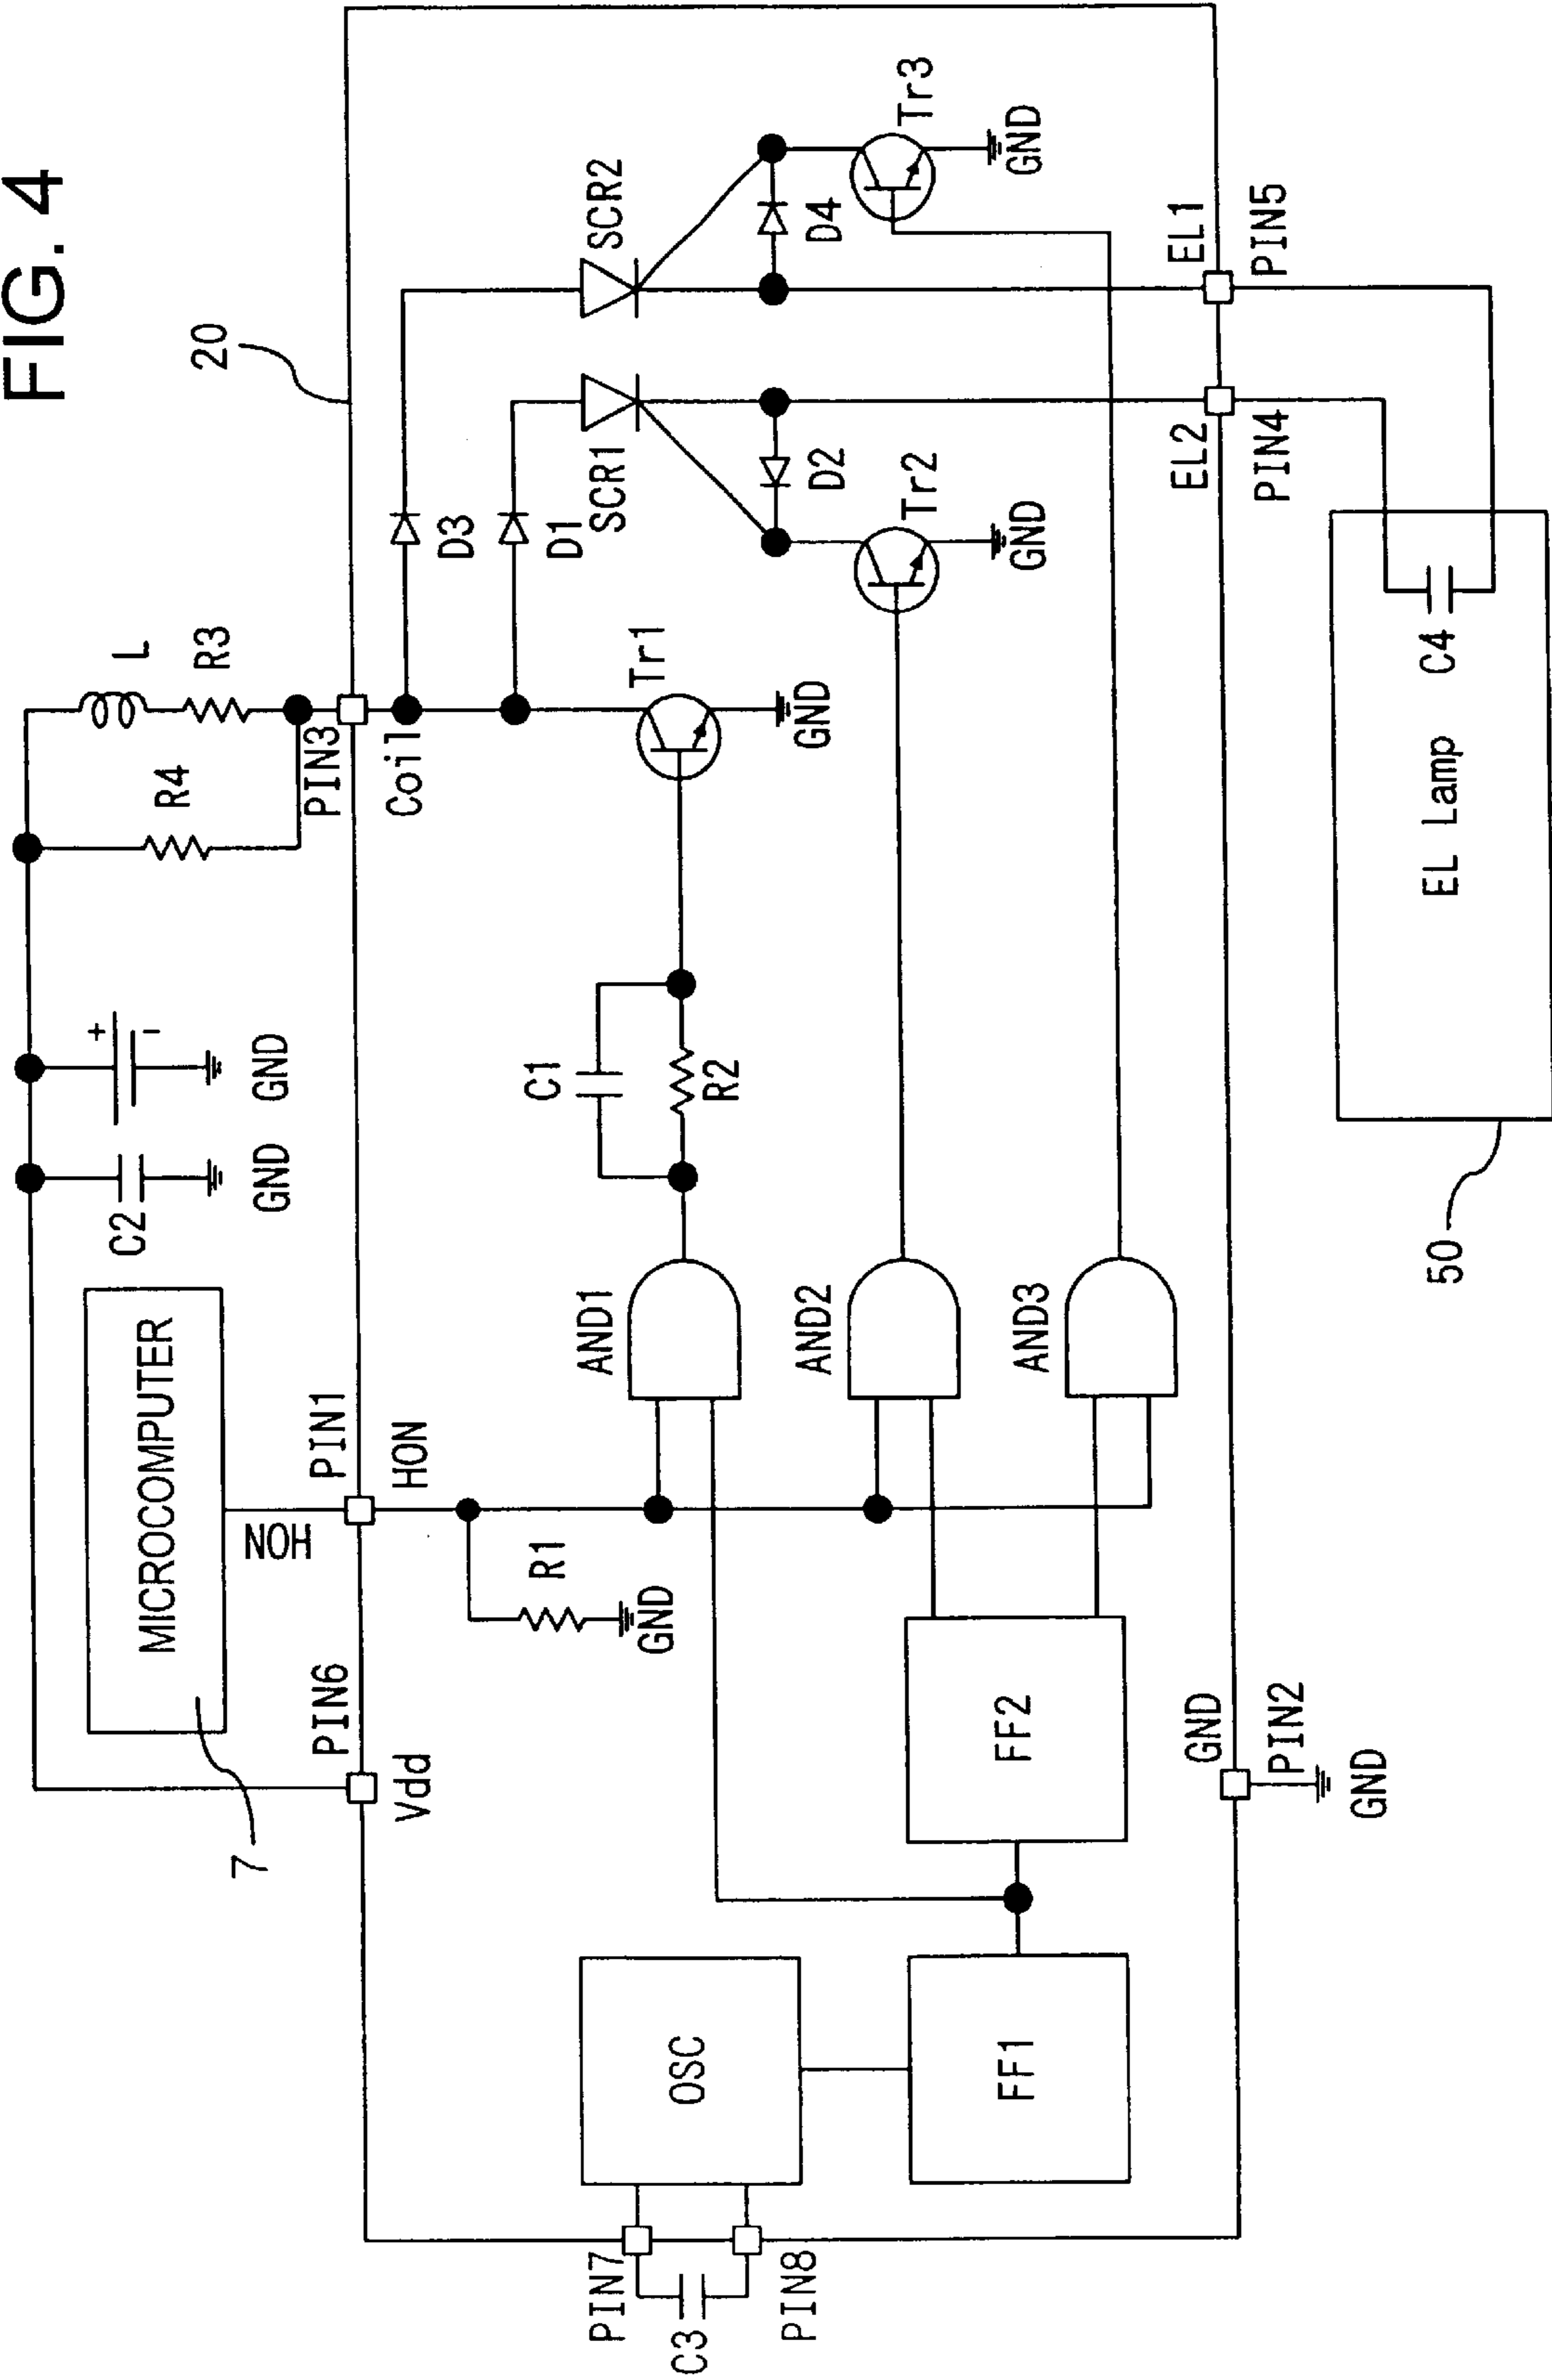 FIG. 4
20
7
MICROCOMPUTER
HON
C2
GND
+
-
GND
R4
L
R3
PIN6
Vdd
PIN1
HON
PIN3
Coil
R1
GND
D3
D1
SCR1
SCR2
OSC
PIN7
C3
PIN8
FF1
FF2
AND1
AND2
AND3
C1
R2
Tr1
GND
D2
Tr2
GND
D4
Tr3
GND
GND
PIN2
GND
EL2
PIN4
EL1
PIN5
50
EL Lamp
C4